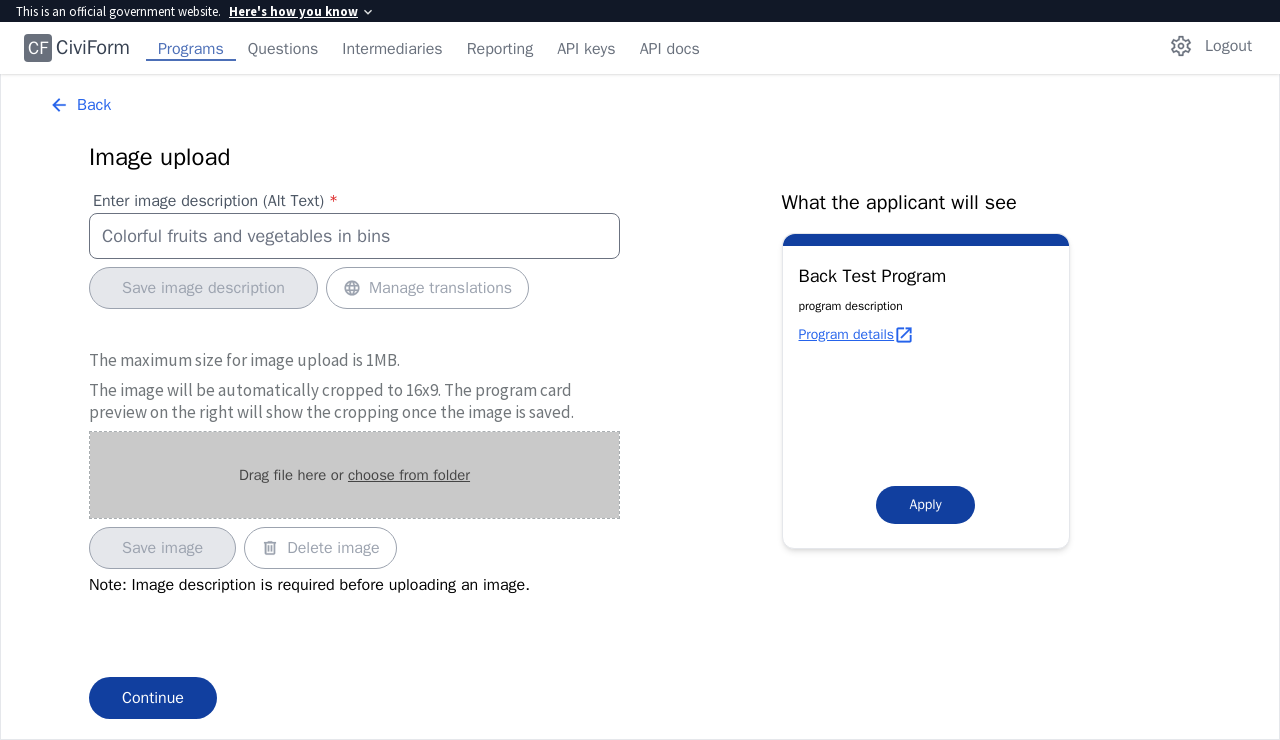 This is an official government website. Here's how you know
CF CiviForm Programs Questions Intermediaries Reporting API keys API docs Logout
Back
Image upload
Enter image description (Alt Text) *
Colorful fruits and vegetables in bins
Save image description Manage translations
The maximum size for image upload is 1MB.
The image will be automatically cropped to 16x9. The program card
preview on the right will show the cropping once the image is saved.
Drag file here or choose from folder
Save image Delete image
Note: Image description is required before uploading an image.
Continue
What the applicant will see
Back Test Program
program description
Program details
Apply